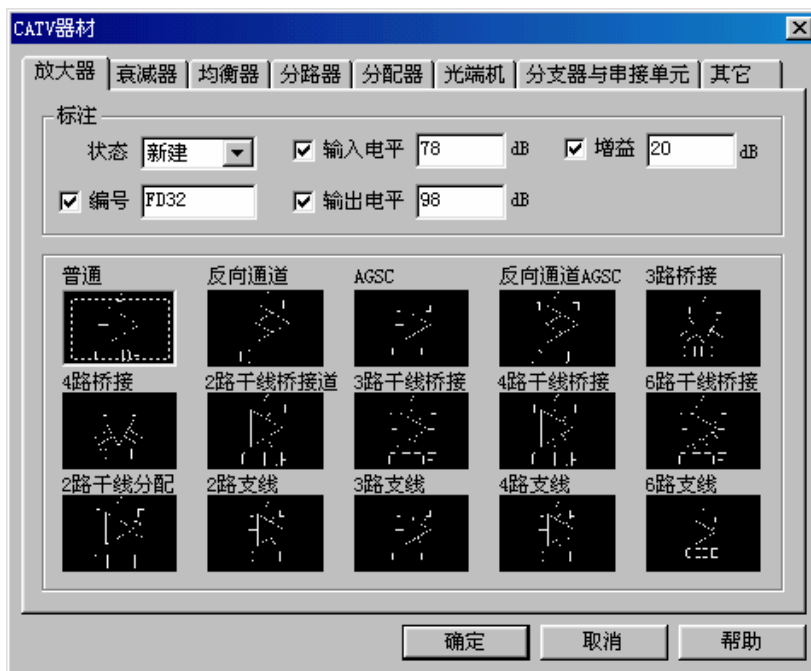 CATV器材
放大器 衰减器 均衡器 分路器 分配器 光端机 分支器与串接单元 其它
标注
状态 新建 输入电平 78 dB 增益 20 dB
编号 FD32 输出电平 98 dB
普通 反向通道 AGSC 反向通道AGSC 3路桥接
4路桥接 2路干线桥接道 3路干线桥接 4路干线桥接 6路干线桥接
2路干线分配 2路支线 3路支线 4路支线 6路支线
确定 取消 帮助